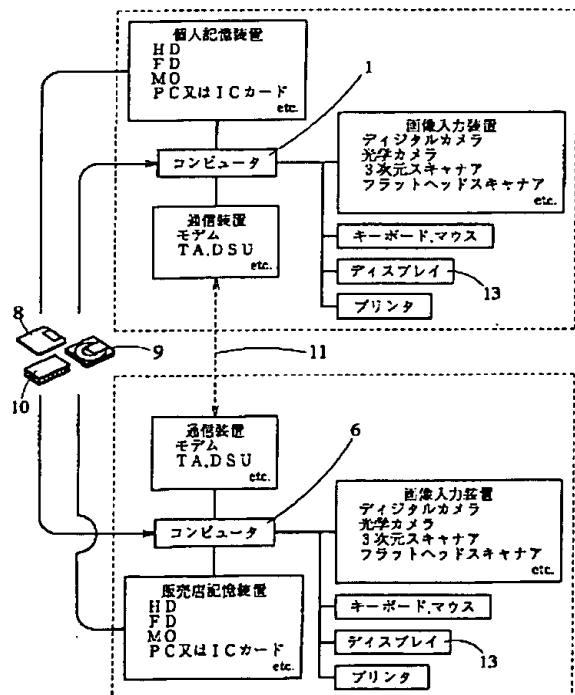 個人記憶装置
HD
FD
MO
PC又はICカード
etc.
1
コンピュータ
画像入力装置
ディジタルカメラ
光学カメラ
3次元スキャナア
フラットヘッドスキャナア
etc.
通信装置
モデム
TA,DSU
etc.
キーボード,マウス
ディスプレイ
13
プリンタ
8
9
10
11
通信装置
モデム
TA,DSU
etc.
6
コンピュータ
画像入力装置
ディジタルカメラ
光学カメラ
3次元スキャナア
フラットヘッドスキャナア
etc.
販売店記憶装置
HD
FD
MO
PC又はICカード
etc.
キーボード,マウス
ディスプレイ
13
プリンタ